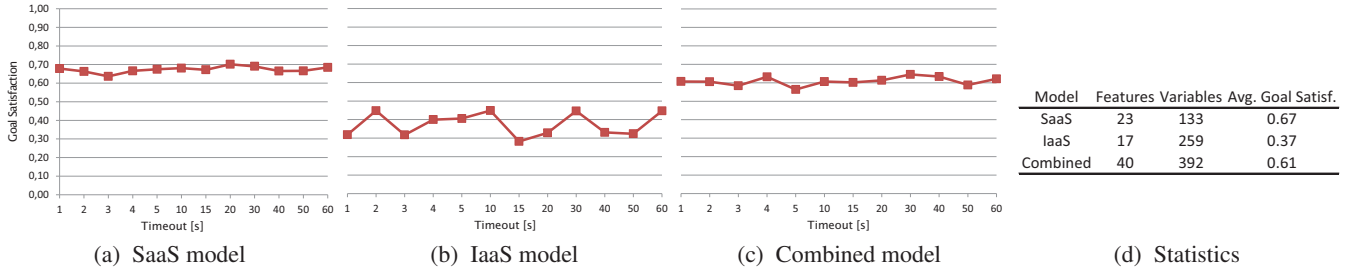 Goal Satisfaction
1,00
0,90
0,80
0,70
0,60
0,50
0,40
0,30
0,20
0,10
0,00
1 2 3 4 5 10 15 20 30 40 50 60
Timeout [s]
(a) SaaS model
1 2 3 4 5 10 15 20 30 40 50 60
Timeout [s]
(b) IaaS model
1 2 3 4 5 10 15 20 30 40 50 60
Timeout [s]
(c) Combined model
Model Features Variables Avg. Goal Satisf.
SaaS 23 133 0.67
IaaS 17 259 0.37
Combined 40 392 0.61
(d) Statistics